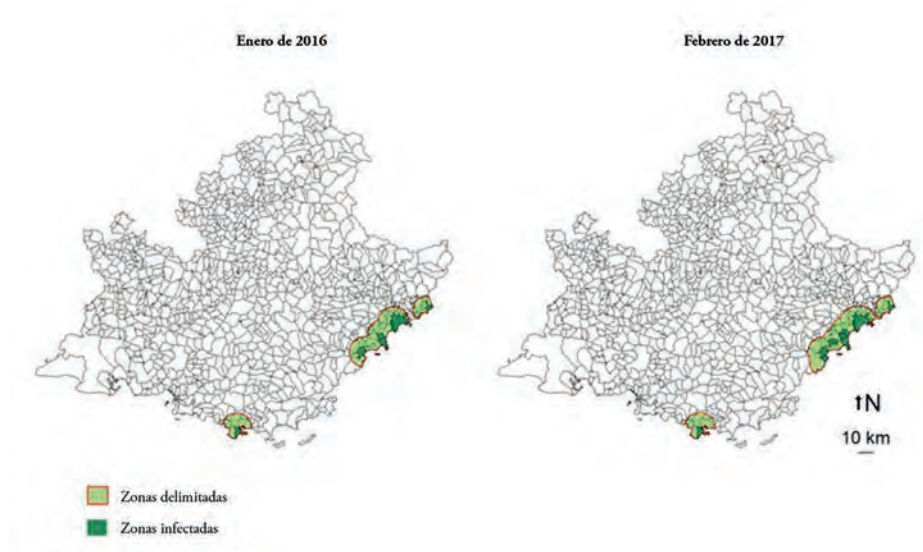 Enero de 2016
Febrero de 2017
N
10 km
Zonas delimitadas
Zonas infectadas